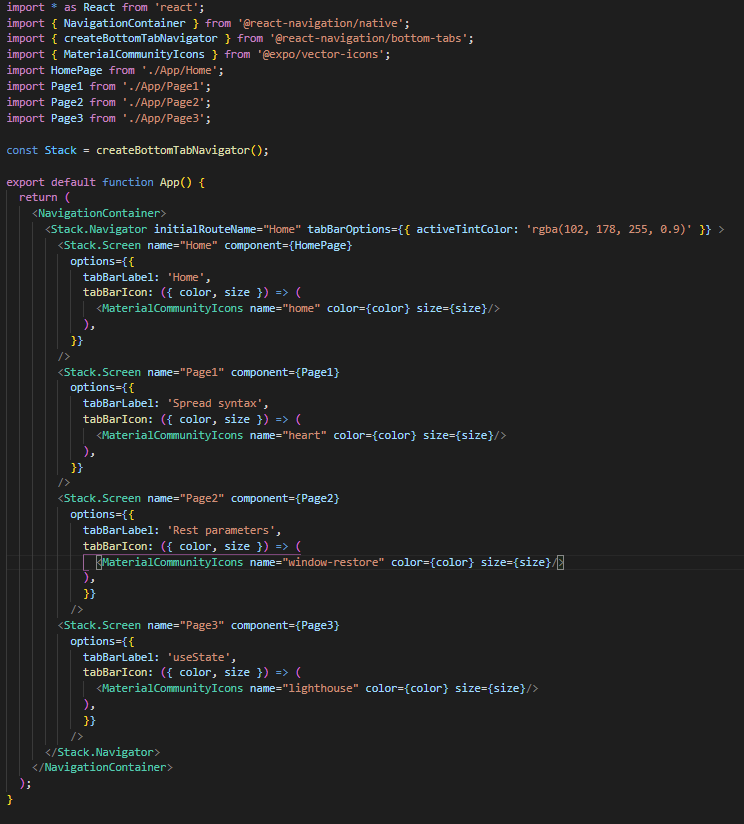 import * as React from 'react';
import { NavigationContainer } from '@react-navigation/native';
import { createBottomTabNavigator } from '@react-navigation/bottom-tabs';
import { MaterialCommunityIcons } from '@expo/vector-icons';
import HomePage from './App/Home';
import Page1 from './App/Page1';
import Page2 from './App/Page2';
import Page3 from './App/Page3';

const Stack = createBottomTabNavigator();

export default function App() {
  return (
    <NavigationContainer>
      <Stack.Navigator initialRouteName="Home" tabBarOptions={{ activeTintColor: 'rgba(102, 178, 255, 0.9)' }} >
        <Stack.Screen name="Home" component={HomePage}
          options={{
            tabBarLabel: 'Home',
            tabBarIcon: ({ color, size }) => (
              <MaterialCommunityIcons name="home" color={color} size={size}/>
            ),
          }}
        />
        <Stack.Screen name="Page1" component={Page1}
          options={{
            tabBarLabel: 'Spread syntax',
            tabBarIcon: ({ color, size }) => (
              <MaterialCommunityIcons name="heart" color={color} size={size}/>
            ),
          }}
        />
        <Stack.Screen name="Page2" component={Page2}
          options={{
            tabBarLabel: 'Rest parameters',
            tabBarIcon: ({ color, size }) => (
              <MaterialCommunityIcons name="window-restore" color={color} size={size}/>
            ),
            }}
          />
        <Stack.Screen name="Page3" component={Page3}
          options={{
            tabBarLabel: 'useState',
            tabBarIcon: ({ color, size }) => (
              <MaterialCommunityIcons name="lighthouse" color={color} size={size}/>
            ),
            }}
          />
      </Stack.Navigator>
    </NavigationContainer>
  );
}